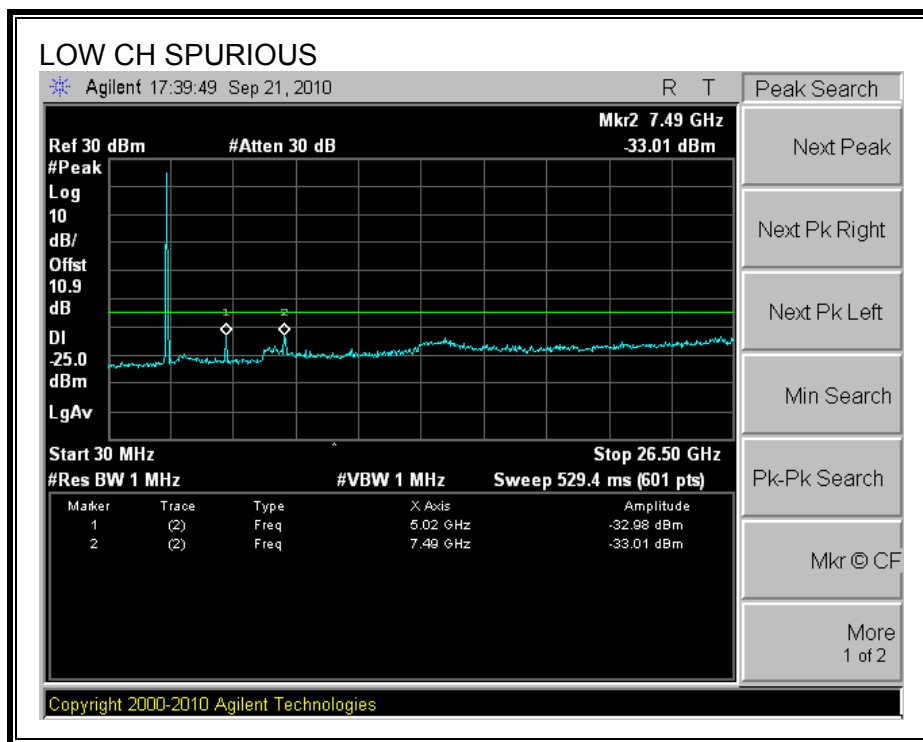 LOW CH SPURIOUS
Agilent 17:39:49 Sep 21, 2010 R T
Peak Search
Mkr2 7.49 GHz
Ref 30 dBm #Atten 30 dB -33.01 dBm
#Peak
Log
10
dB/
Offst
10.9
dB
DI
-25.0
dBm
LgAv
1 2
Start 30 MHz Stop 26.50 GHz
#Res BW 1 MHz #VBW 1 MHz Sweep 529.4 ms (601 pts)
Marker Trace Type X Axis Amplitude
1 (2) Freq 5.02 GHz -32.98 dBm
2 (2) Freq 7.49 GHz -33.01 dBm
Next Peak
Next Pk Right
Next Pk Left
Min Search
Pk-Pk Search
Mkr © CF
More
1 of 2
Copyright 2000-2010 Agilent Technologies